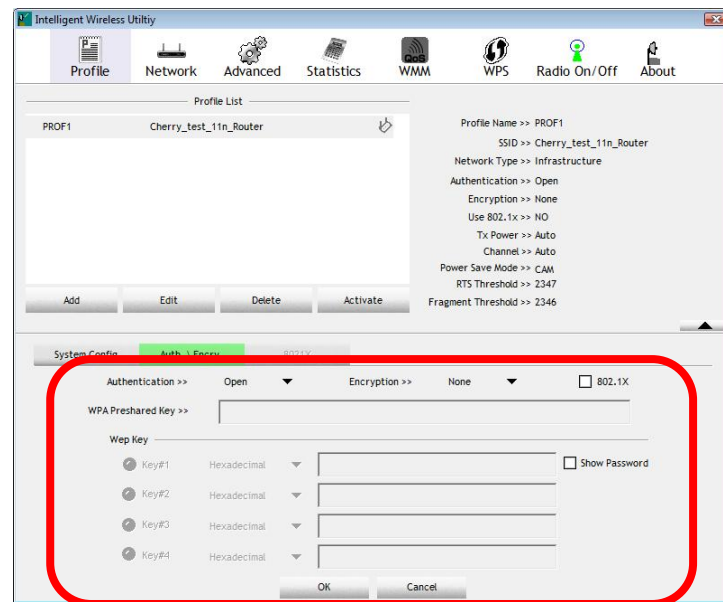 Intelligent Wireless Utiltiy
Profile Network Advanced Statistics WMM WPS Radio On/Off About
QoS
Profile List
PROF1 Cherry_test_11n_Router
Add Edit Delete Activate
Profile Name >> PROF1
SSID >> Cherry_test_11n_Router
Network Type >> Infrastructure
Authentication >> Open
Encryption >> None
Use 802.1x >> NO
Tx Power >> Auto
Channel >> Auto
Power Save Mode >> CAM
RTS Threshold >> 2347
Fragment Threshold >> 2346
System Config Auth. \ Encry. 8021X
Authentication >> Open Encryption >> None 802.1X
WPA Preshared Key >>
Wep Key
Key#1 Hexadecimal Show Password
Key#2 Hexadecimal
Key#3 Hexadecimal
Key#4 Hexadecimal
OK Cancel